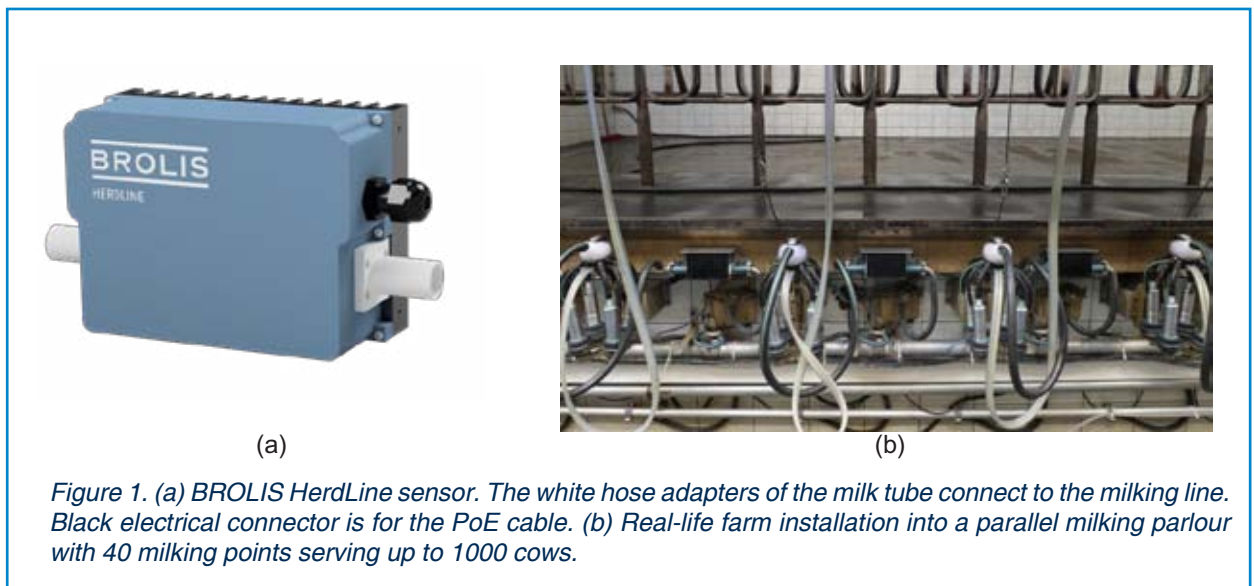 BROLIS
HERDLINE
(a)
(b)
Figure 1. (a) BROLIS HerdLine sensor. The white hose adapters of the milk tube connect to the milking line.
Black electrical connector is for the PoE cable. (b) Real-life farm installation into a parallel milking parlour
with 40 milking points serving up to 1000 cows.